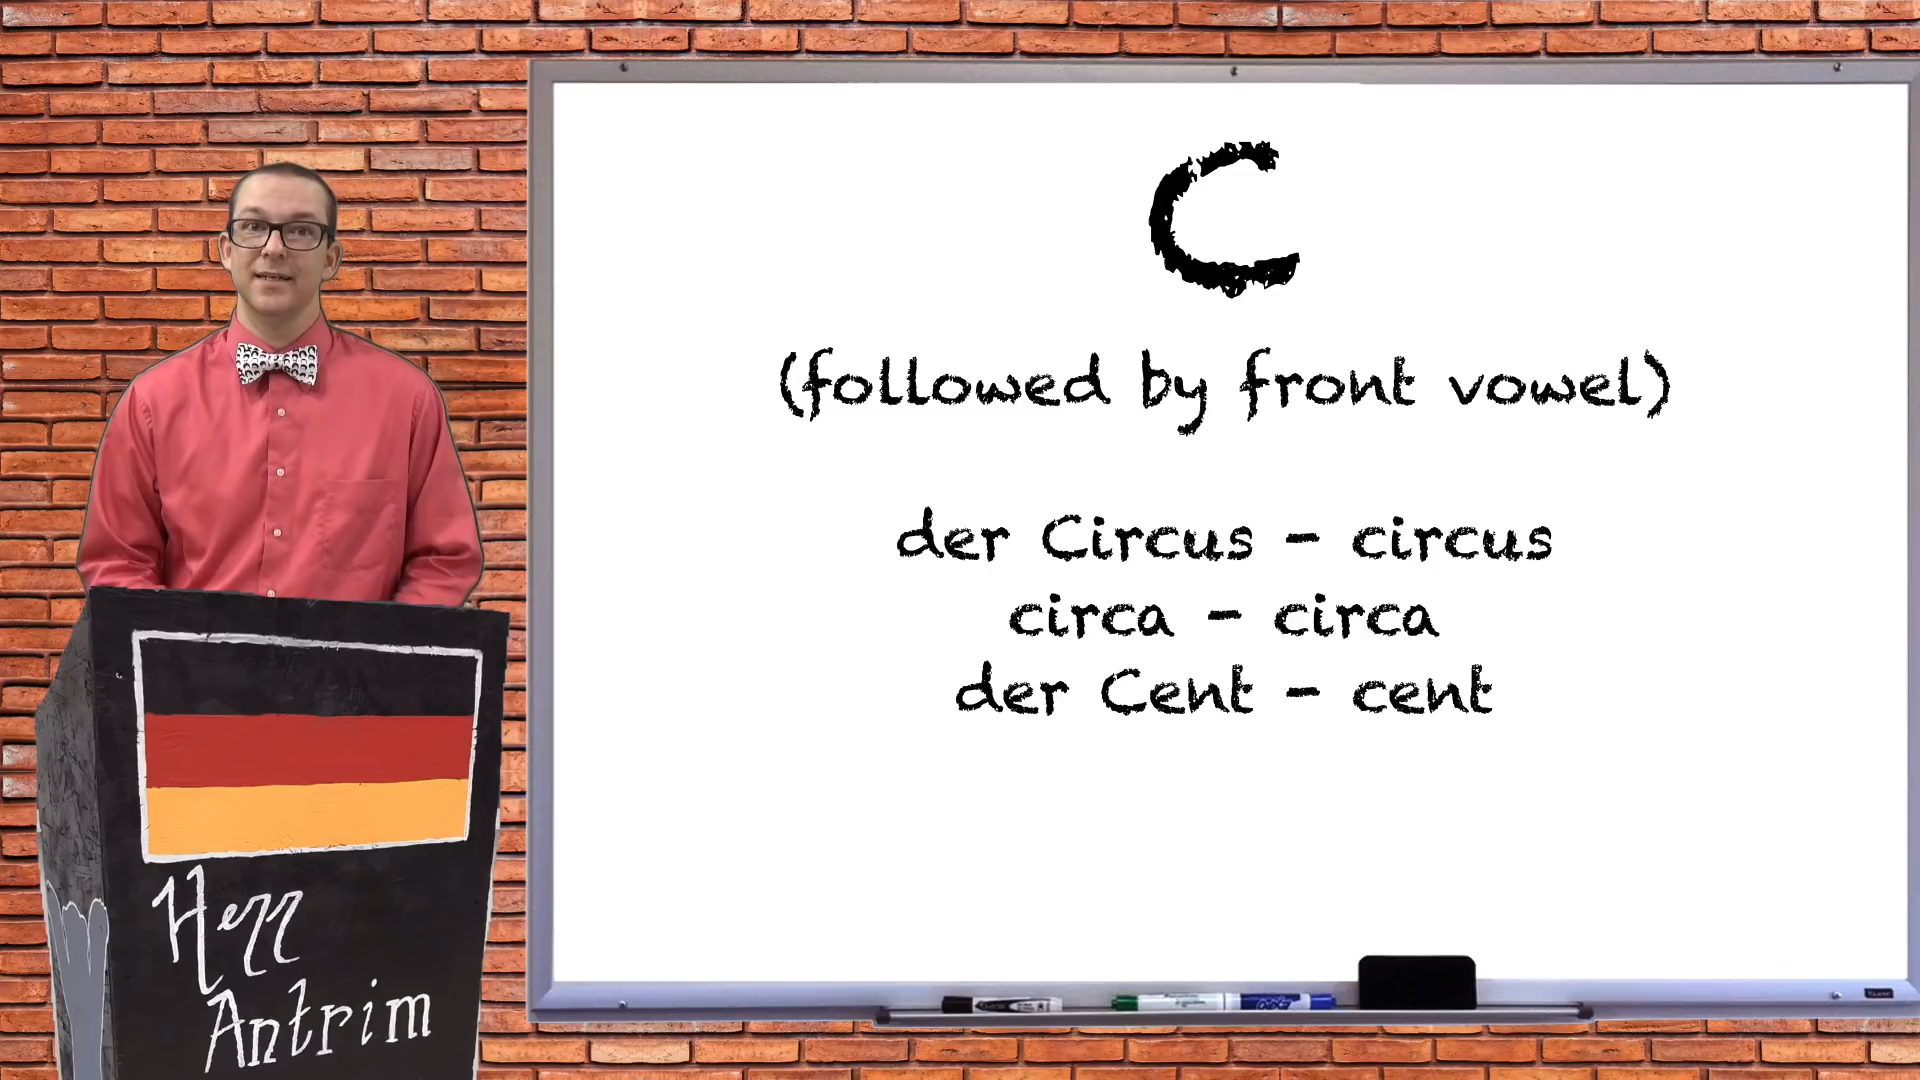 C
(followed by front vowel)
der Circus - circus
circa - circa
der Cent - cent
Herr
Antrim